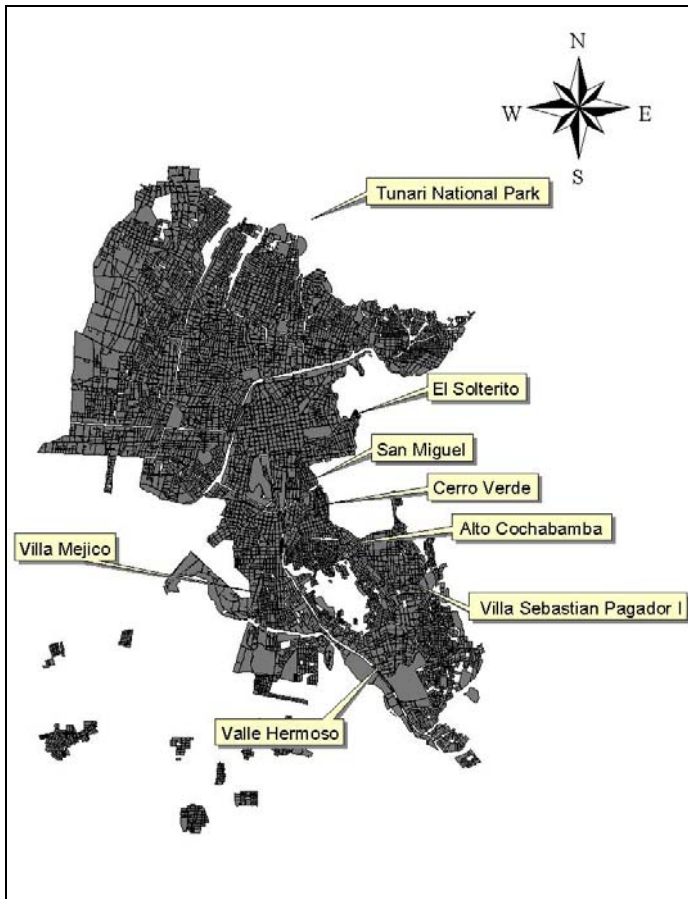 N
W
E
S
Tunari National Park
El Solterito
San Miguel
Cerro Verde
Alto Cochabamba
Villa Mejico
Villa Sebastian Pagador I
Valle Hermoso